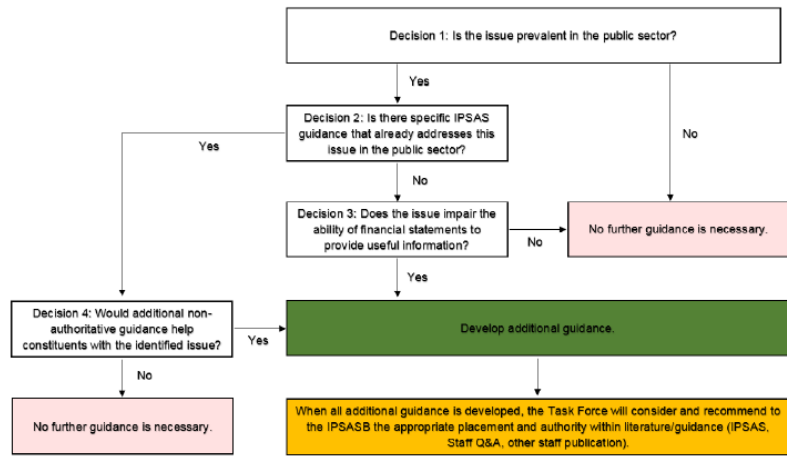 Decision 1: Is the issue prevalent in the public sector?
Yes
No
Decision 2: Is there specific IPSAS
guidance that already addresses this
issue in the public sector?
Yes
No
Decision 3: Does the issue impair the
ability of financial statements to
provide useful information?
No
No further guidance is necessary.
Yes
Decision 4: Would additional non-
authoritative guidance help
constituents with the identified issue?
Yes
Develop additional guidance.
No
No further guidance is necessary.
When all additional guidance is developed, the Task Force will consider and recommend to
the IPSASB the appropriate placement and authority within literature/guidance (IPSAS,
Staff Q&A, other staff publication).